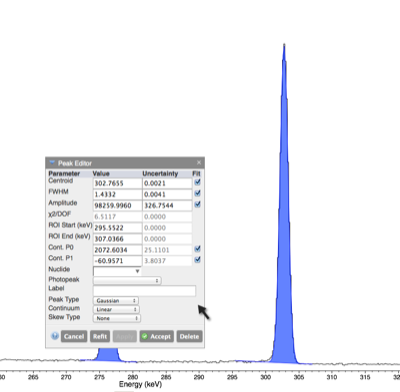 Peak Editor ×
Parameter Value Uncertainty Fit
Centroid 302.7655 0.0021
FWHM 1.4332 0.0041
Amplitude 98259.9960 326.7544
χ2/DOF 6.5117 0.0000
ROI Start (keV) 295.5522 0.0000
ROI End (keV) 307.0366 0.0000
Cont. P0 2072.6034 25.1101
Cont. P1 -60.9571 3.8037
Nuclide
Photopeak
Label
Peak Type Gaussian
Continuum Linear
Skew Type None
Cancel Refit Accept Delete
60 265 270 275 280 285 290 295 300 305 310 315 320
Energy (keV)